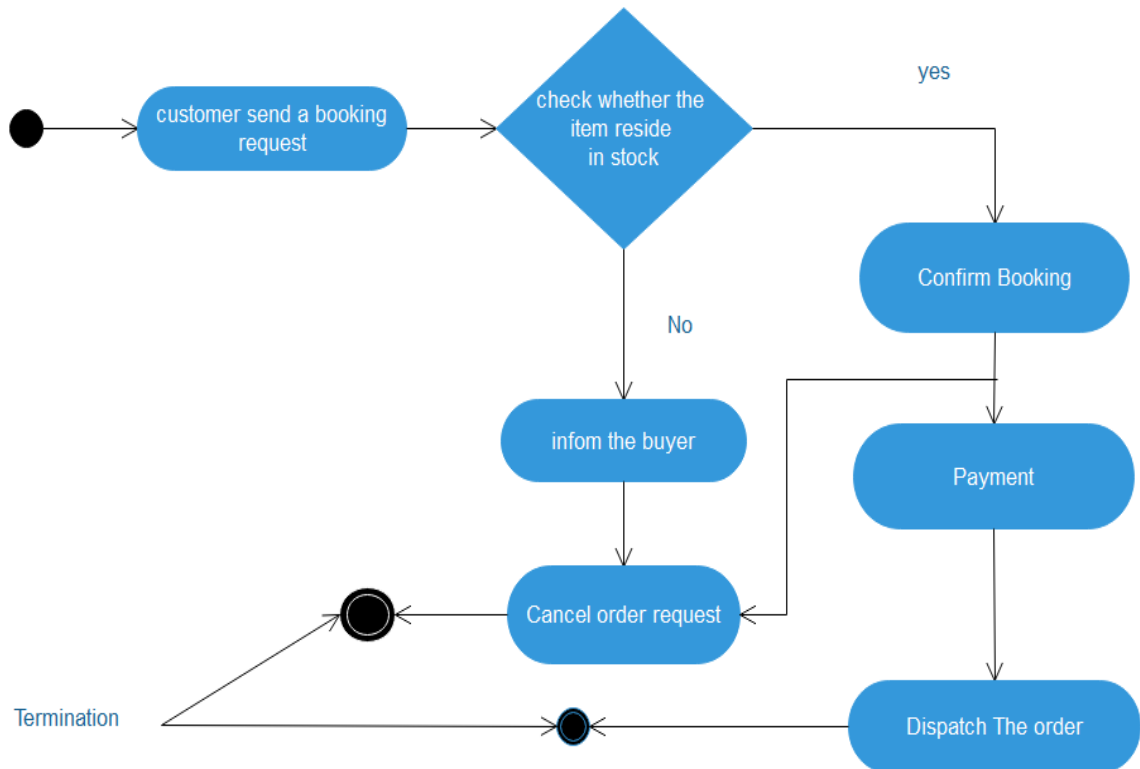 customer send a booking
request
check whether the
item reside
in stock
yes
Confirm Booking
No
infom the buyer
Payment
Cancel order request
Termination
Dispatch The order